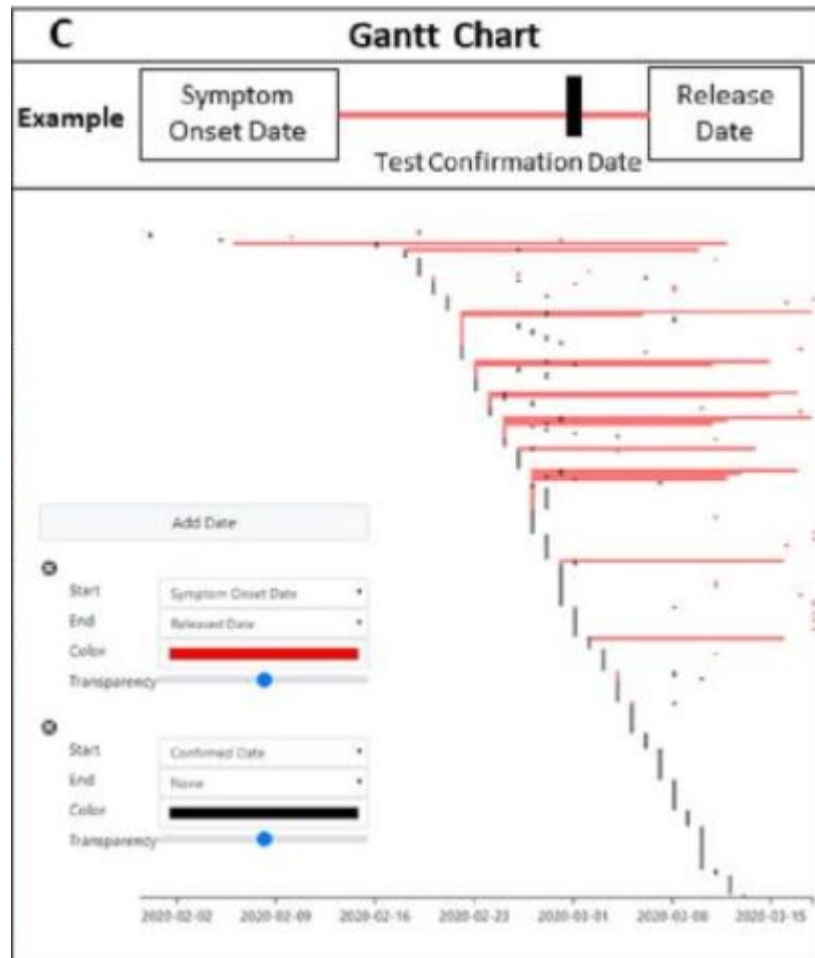 C Gantt Chart
Example
Symptom
Onset Date
Release
Date
Test Confirmation Date
Add Date
Start Symptom Onset Date
End Released Date
Color
Transparency
Start Confirmed Date
End None
Color
Transparency
2020-02-02 2020-02-09 2020-02-16 2020-02-23 2020-03-01 2020-03-08 2020-03-15